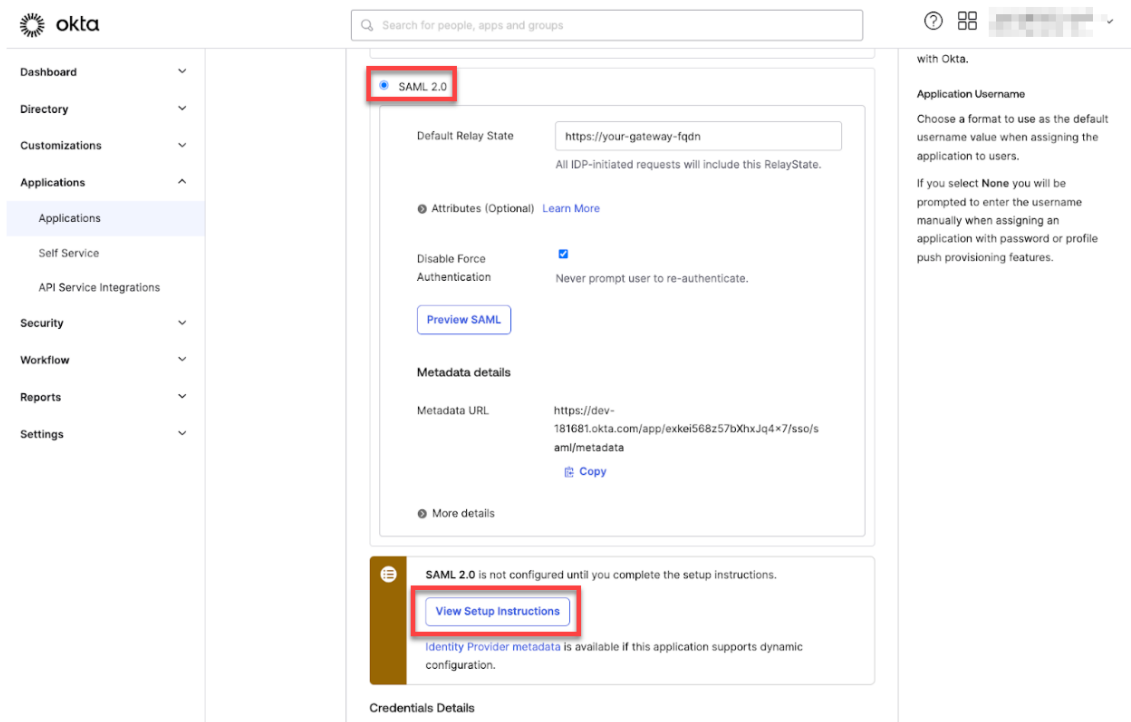 okta
Search for people, apps and groups
Dashboard
Directory
Customizations
Applications
Applications
Self Service
API Service Integrations
Security
Workflow
Reports
Settings
SAML 2.0
Default Relay State
https://your-gateway-fqdn
All IDP-initiated requests will include this RelayState.
Attributes (Optional) Learn More
Disable Force
Authentication
Never prompt user to re-authenticate.
Preview SAML
Metadata details
Metadata URL
https://dev-
181681.okta.com/app/exkei568z57bXhxJq4x7/sso/s
aml/metadata
Copy
More details
SAML 2.0 is not configured until you complete the setup instructions.
View Setup Instructions
Identity Provider metadata is available if this application supports dynamic
configuration.
Credentials Details
with Okta.
Application Username
Choose a format to use as the default
username value when assigning the
application to users.
If you select None you will be
prompted to enter the username
manually when assigning an
application with password or profile
push provisioning features.